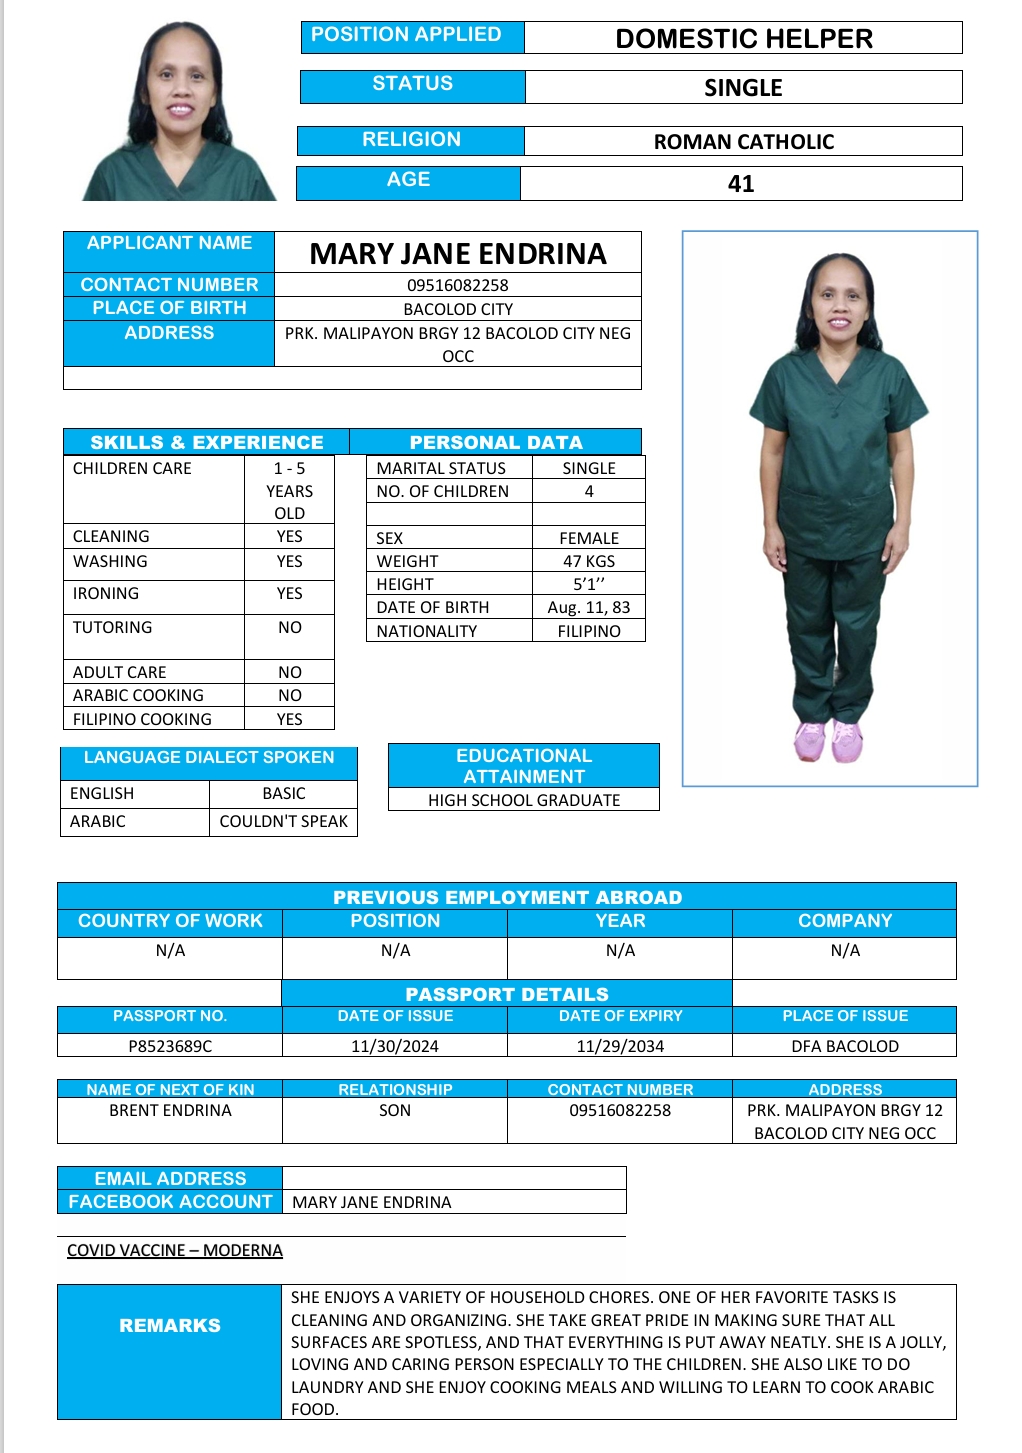 POSITION APPLIED DOMESTIC HELPER
STATUS SINGLE
RELIGION ROMAN CATHOLIC
AGE 41
APPLICANT NAME MARY JANE ENDRINA
CONTACT NUMBER 09516082258
PLACE OF BIRTH BACOLOD CITY
ADDRESS PRK. MALIPAYON BRGY 12 BACOLOD CITY NEG
OCC
SKILLS & EXPERIENCE
CHILDREN CARE 1 - 5
YEARS
OLD
CLEANING YES
WASHING YES
IRONING YES
TUTORING NO
ADULT CARE NO
ARABIC COOKING NO
FILIPINO COOKING YES
PERSONAL DATA
MARITAL STATUS SINGLE
NO. OF CHILDREN 4
SEX FEMALE
WEIGHT 47 KGS
HEIGHT 5’1’’
DATE OF BIRTH Aug. 11, 83
NATIONALITY FILIPINO
LANGUAGE DIALECT SPOKEN
ENGLISH BASIC
ARABIC COULDN'T SPEAK
EDUCATIONAL
ATTAINMENT
HIGH SCHOOL GRADUATE
PREVIOUS EMPLOYMENT ABROAD
COUNTRY OF WORK POSITION YEAR COMPANY
N/A N/A N/A N/A
PASSPORT DETAILS
PASSPORT NO. DATE OF ISSUE DATE OF EXPIRY PLACE OF ISSUE
P8523689C 11/30/2024 11/29/2034 DFA BACOLOD
NAME OF NEXT OF KIN RELATIONSHIP CONTACT NUMBER ADDRESS
BRENT ENDRINA SON 09516082258 PRK. MALIPAYON BRGY 12
BACOLOD CITY NEG OCC
EMAIL ADDRESS
FACEBOOK ACCOUNT MARY JANE ENDRINA
COVID VACCINE – MODERNA
REMARKS
SHE ENJOYS A VARIETY OF HOUSEHOLD CHORES. ONE OF HER FAVORITE TASKS IS
CLEANING AND ORGANIZING. SHE TAKE GREAT PRIDE IN MAKING SURE THAT ALL
SURFACES ARE SPOTLESS, AND THAT EVERYTHING IS PUT AWAY NEATLY. SHE IS A JOLLY,
LOVING AND CARING PERSON ESPECIALLY TO THE CHILDREN. SHE ALSO LIKE TO DO
LAUNDRY AND SHE ENJOY COOKING MEALS AND WILLING TO LEARN TO COOK ARABIC
FOOD.